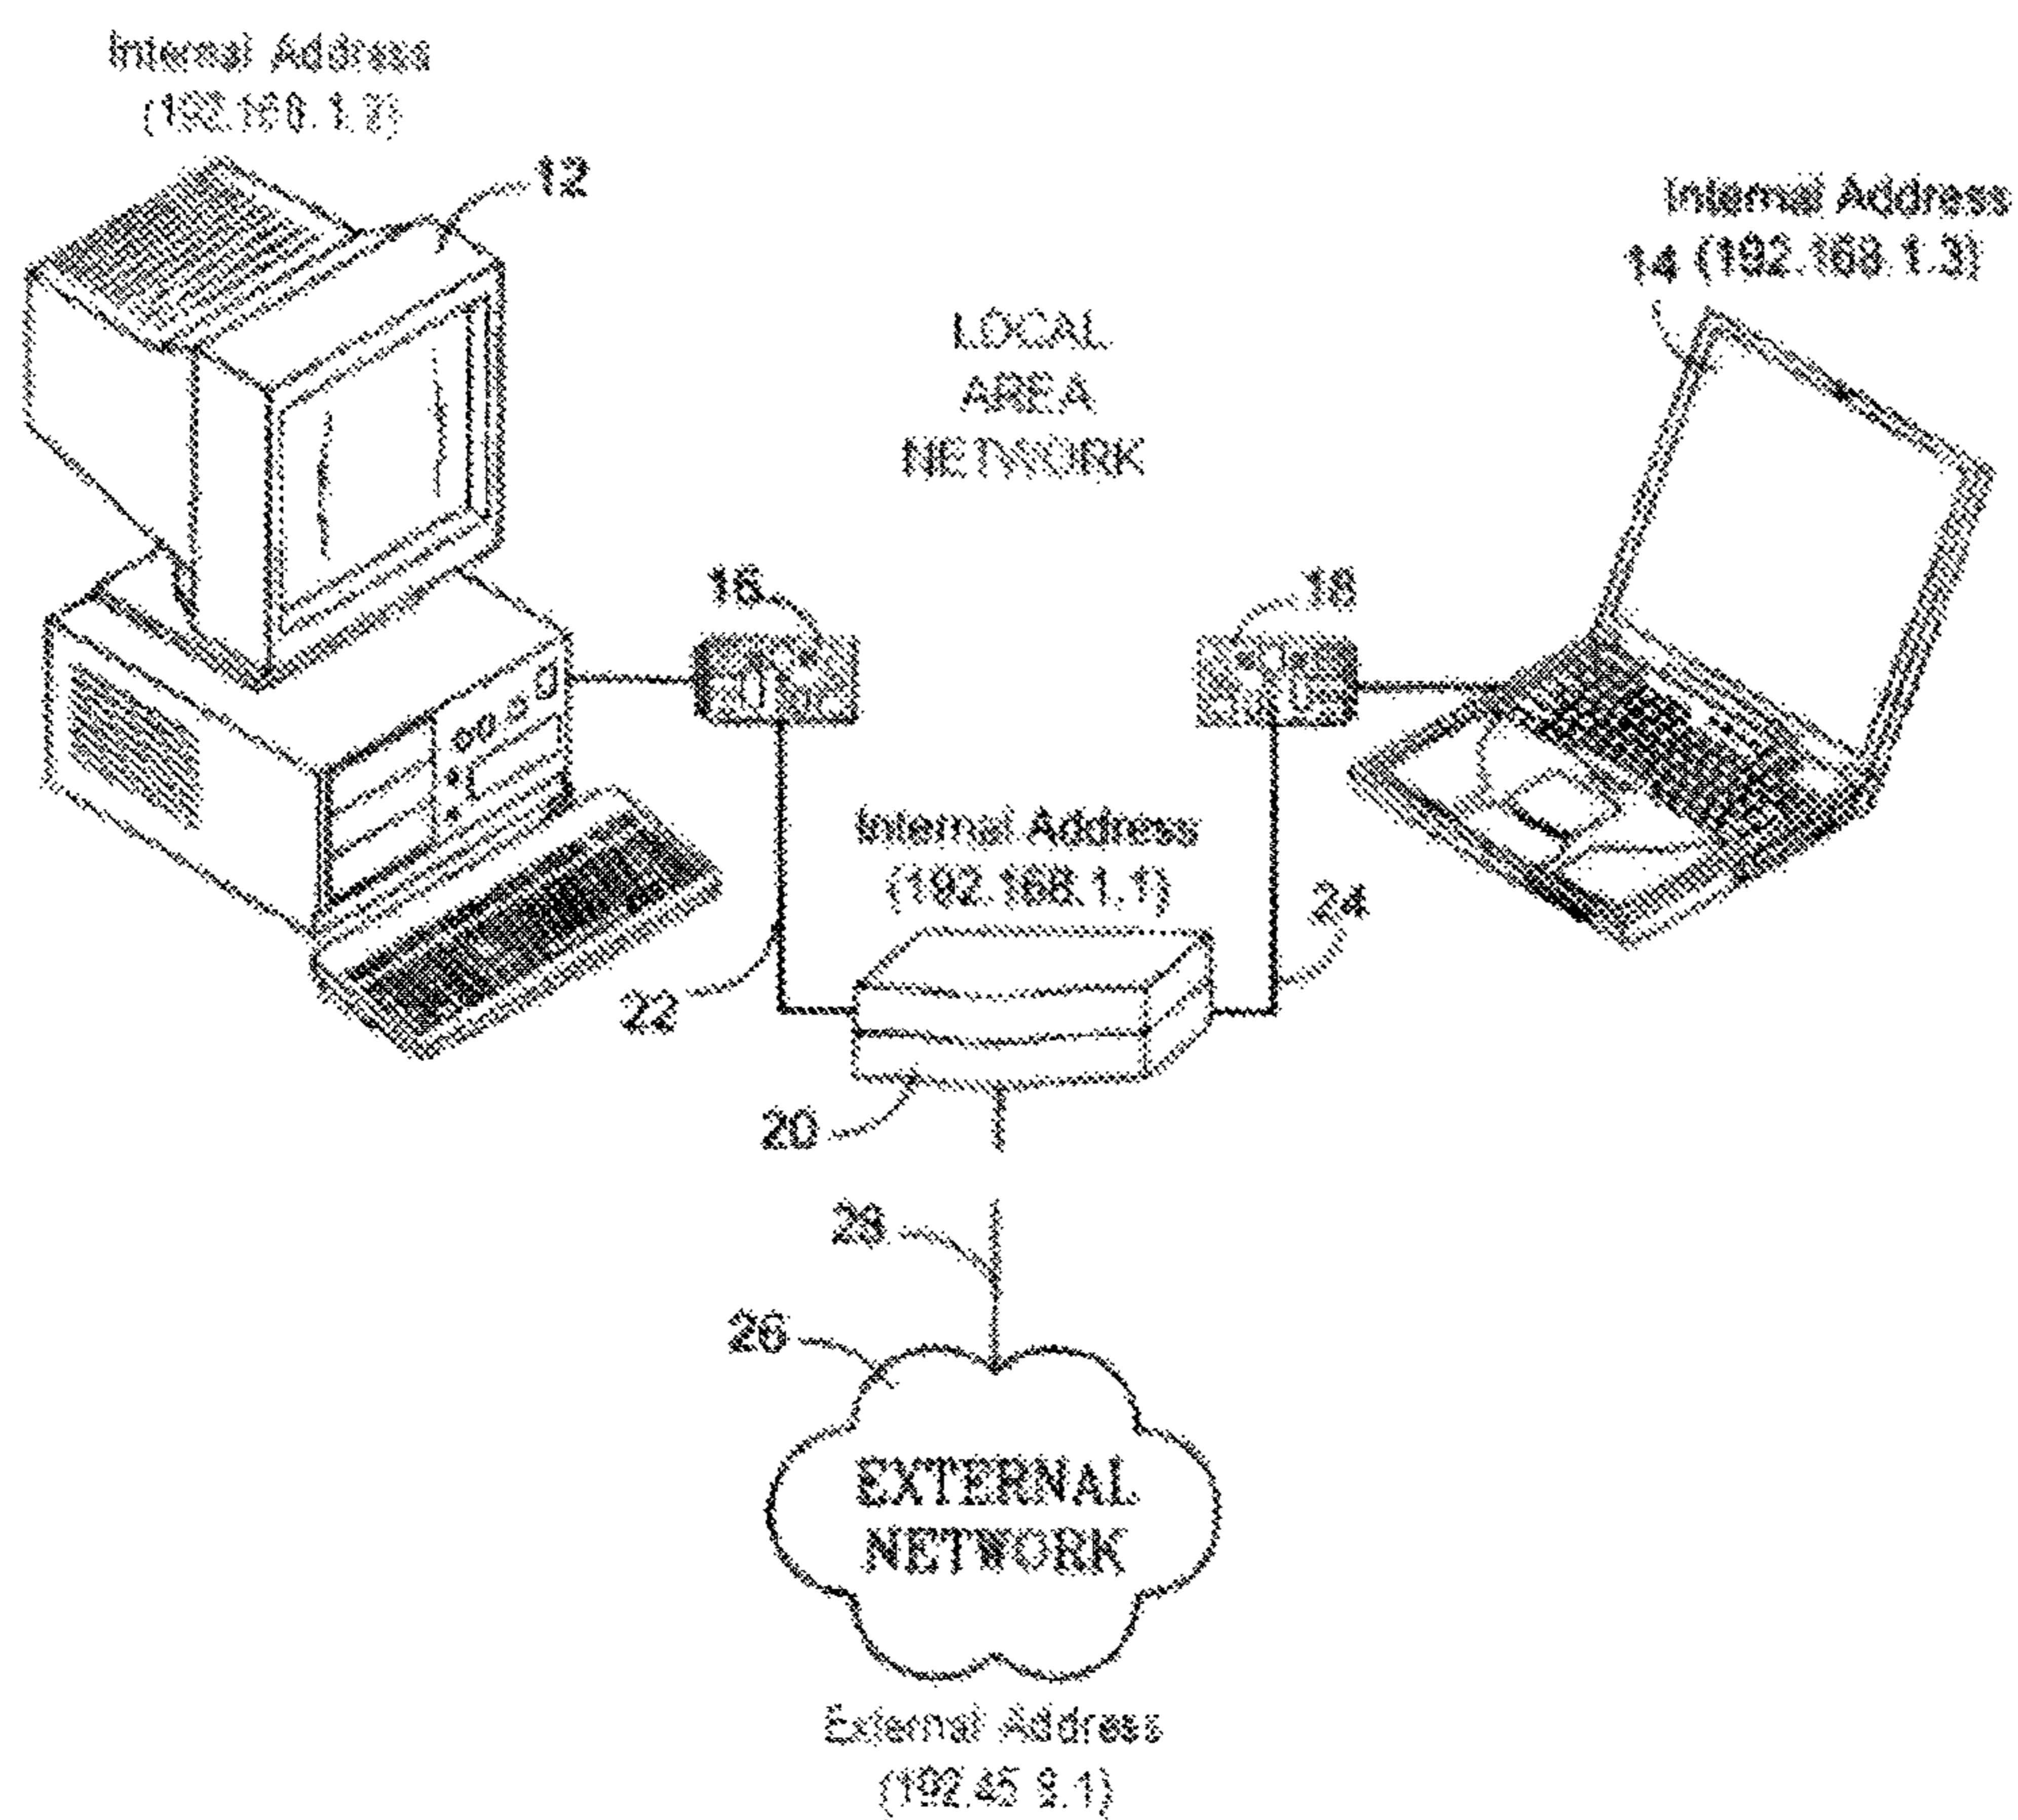 Internal Address
12
Internal Address
14 (192.168.1.3)
LOCAL
AREA
NETWORK
16
18
Internal Address
(192.168.1.1)
24
22
20
26
EXTERNAL
NETWORK
External Address